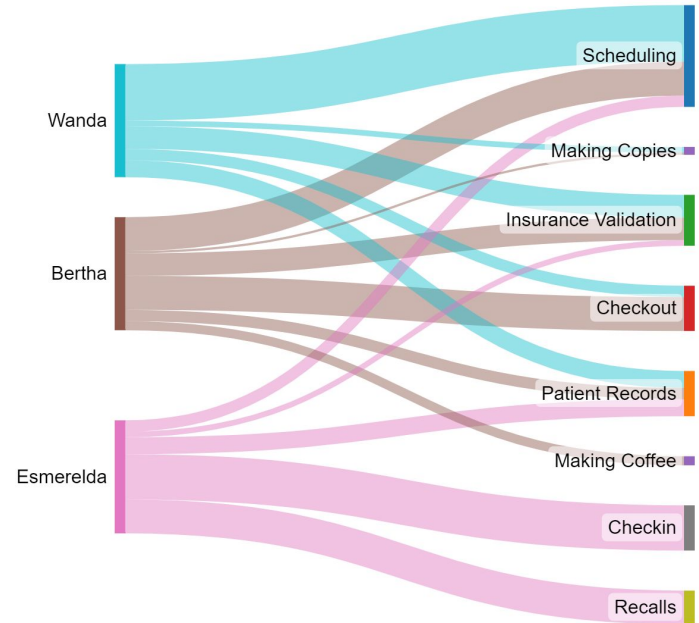 Wanda
Bertha
Esmerelda
Scheduling
Making Copies
Insurance Validation
Checkout
Patient Records
Making Coffee
Checkin
Recalls